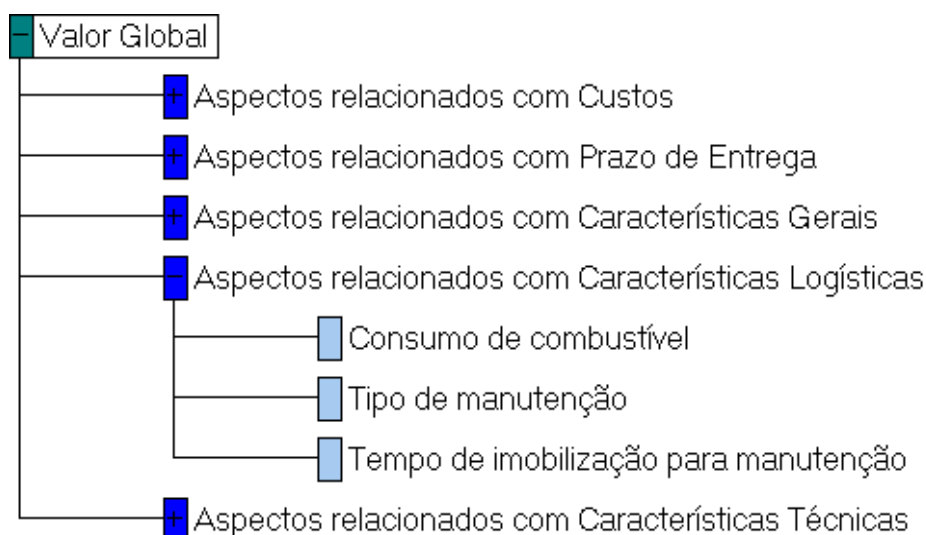 Valor Global
Aspectos relacionados com Custos
Aspectos relacionados com Prazo de Entrega
Aspectos relacionados com Características Gerais
Aspectos relacionados com Características Logísticas
Consumo de combustível
Tipo de manutenção
Tempo de imobilização para manutenção
Aspectos relacionados com Características Técnicas